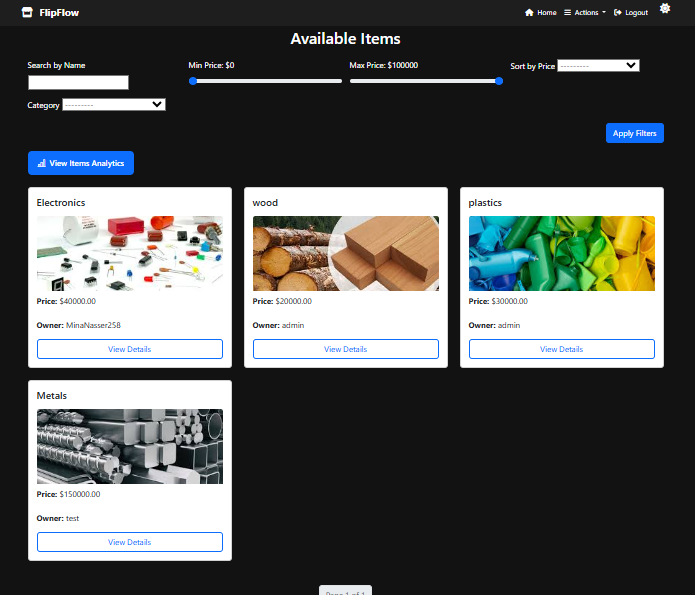 FlipFlow
Home Actions Logout
Available Items
Search by Name
Min Price: $0
Max Price: $100000
Sort by Price ---------
Category ---------
Apply Filters
View Items Analytics
Electronics
Price: $40000.00
Owner: MinaNasser258
View Details
wood
Price: $20000.00
Owner: admin
View Details
plastics
Price: $30000.00
Owner: admin
View Details
Metals
Price: $150000.00
Owner: test
View Details
Page 1 of 1